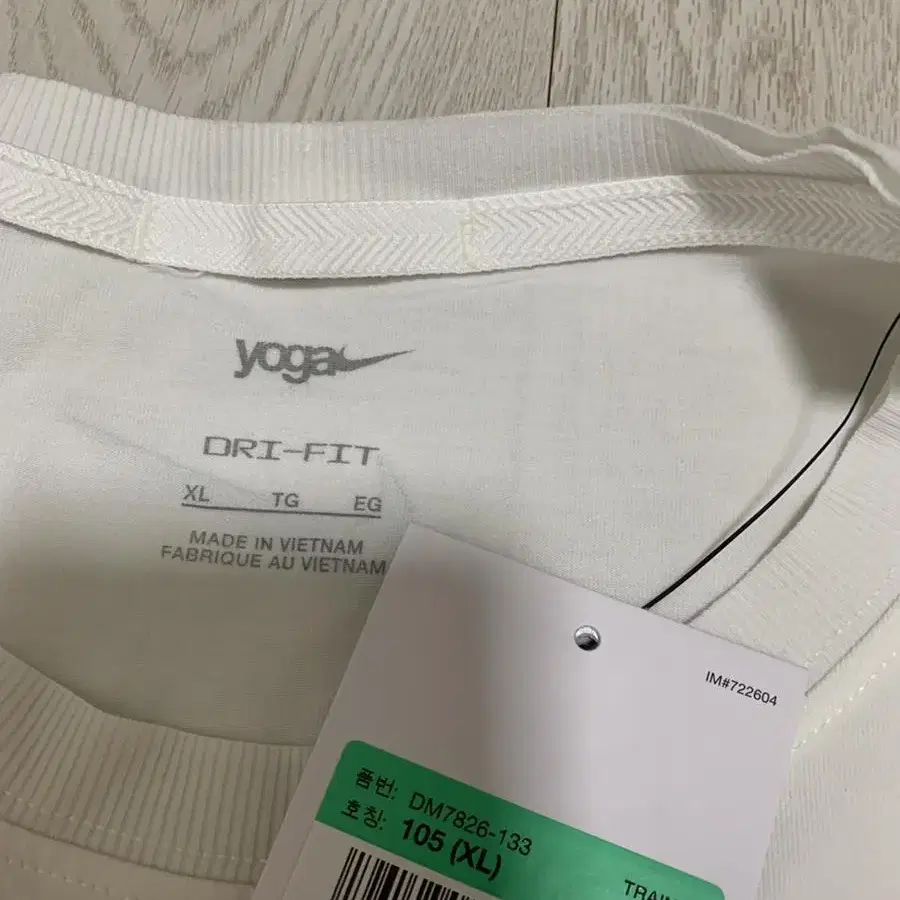 yoga
DRI-FIT
XL TG EG
MADE IN VIETNAM
FABRIQUE AU VIETNAM
IM#722604
품번: DM7826-133
호칭: 105 (XL)